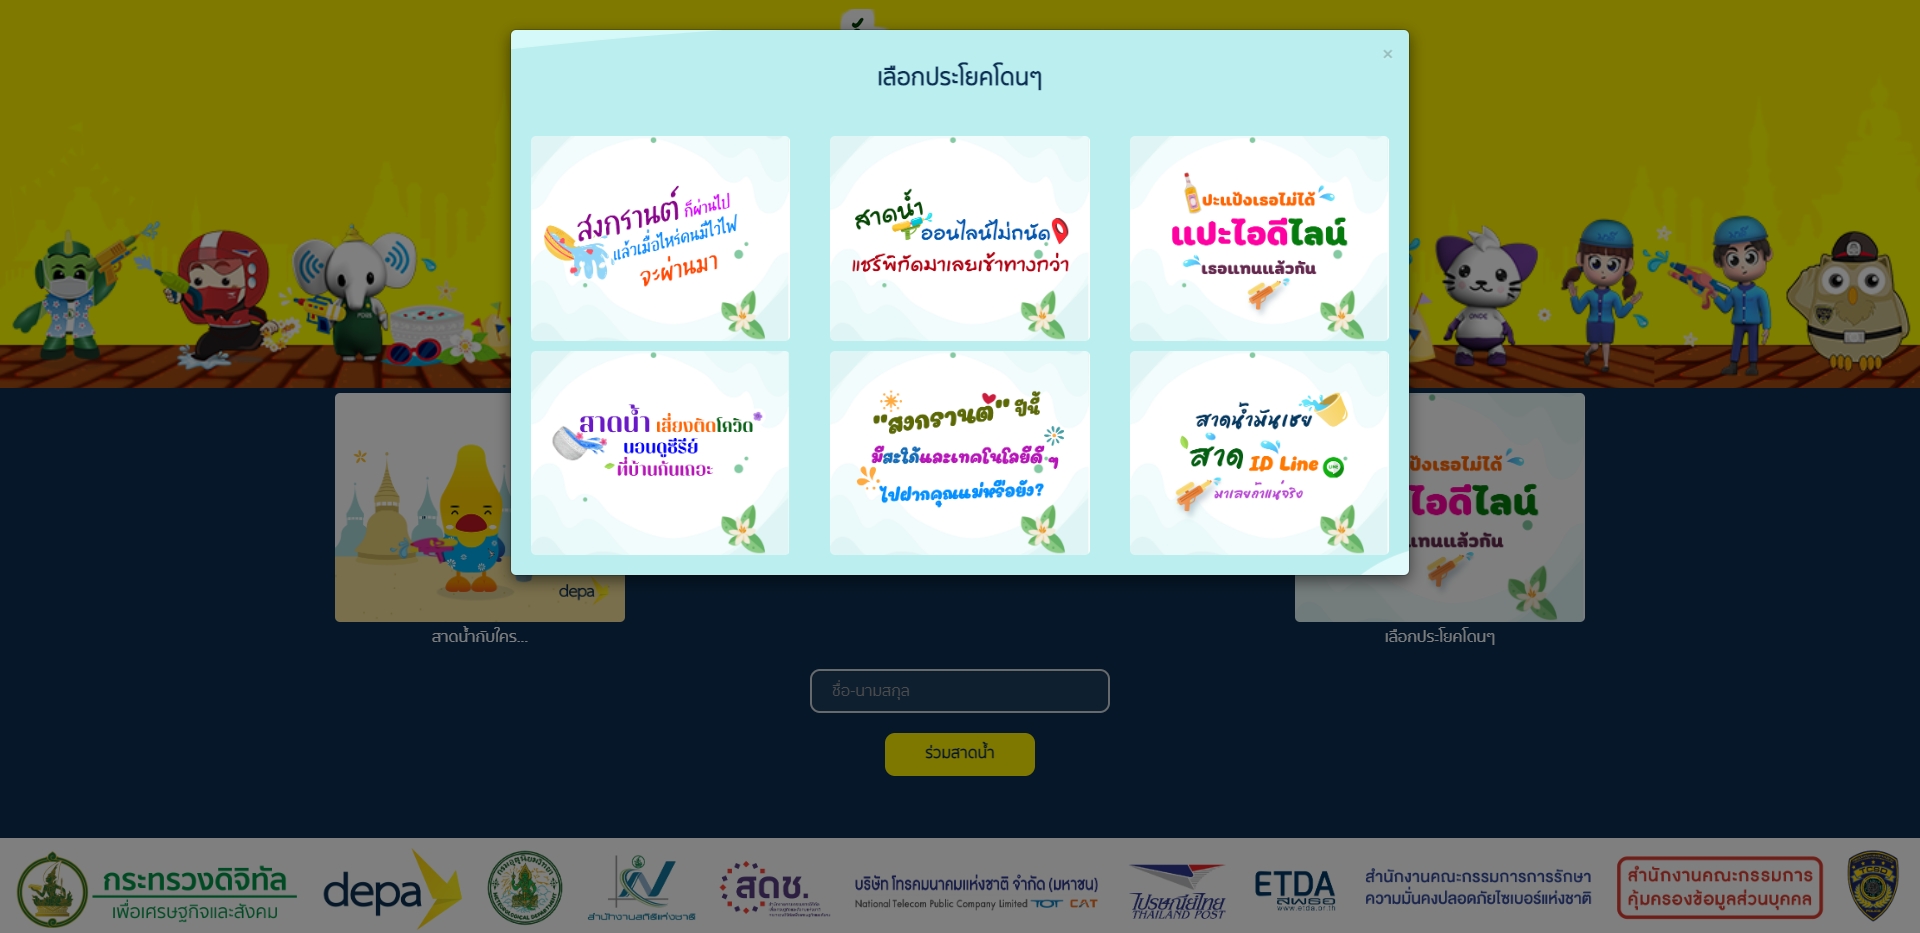 เลือกประโยคโดนๆ
×
สงกรานต์ ก็ผ่านไป
แล้วเมื่อไหร่คนมีไวไฟ
จะผ่านมา
สาดน้ำ
ออนไลน์ไม่ถนัด
แชร์พิกัดมาเลยเข้าทางกว่า
ปะแป้งเธอไม่ได้
แปะไอดีไลน์
เธอแทนแล้วกัน
สาดน้ำ เสี่ยงติดโควิด
นอนดูซีรีย์
ที่บ้านกันเถอะ
"สงกรานต์" ปีนี้
มีสะใภ้และเทคโนโลยีดี ๆ
ไปฝากคุณแม่หรือยัง?
สาดน้ำมันเชย
สาด ID Line
LINE
มาเลยถ้าแน่จริง
depa
สาดน้ำกับใคร...
ปะแป้งเธอไม่ได้
ไอดีไลน์
แทนแล้วกัน
เลือกประโยคโดนๆ
ชื่อ-นามสกุล
ร่วมสาดน้ำ
กระทรวงดิจิทัล
เพื่อเศรษฐกิจและสังคม
depa
กรมอุตุนิยมวิทยา
METEOROLOGICAL DEPARTMENT
สำนักงานสถิติแห่งชาติ
สดช.
บริษัท โทรคมนาคมแห่งชาติ จำกัด (มหาชน)
National Telecom Public Company Limited TOT CAT
ไปรษณีย์ไทย
THAILAND POST
ETDA
สพธอ
www.etda.or.th
สำนักงานคณะกรรมการการรักษา
ความมั่นคงปลอดภัยไซเบอร์แห่งชาติ
สำนักงานคณะกรรมการ
คุ้มครองข้อมูลส่วนบุคคล